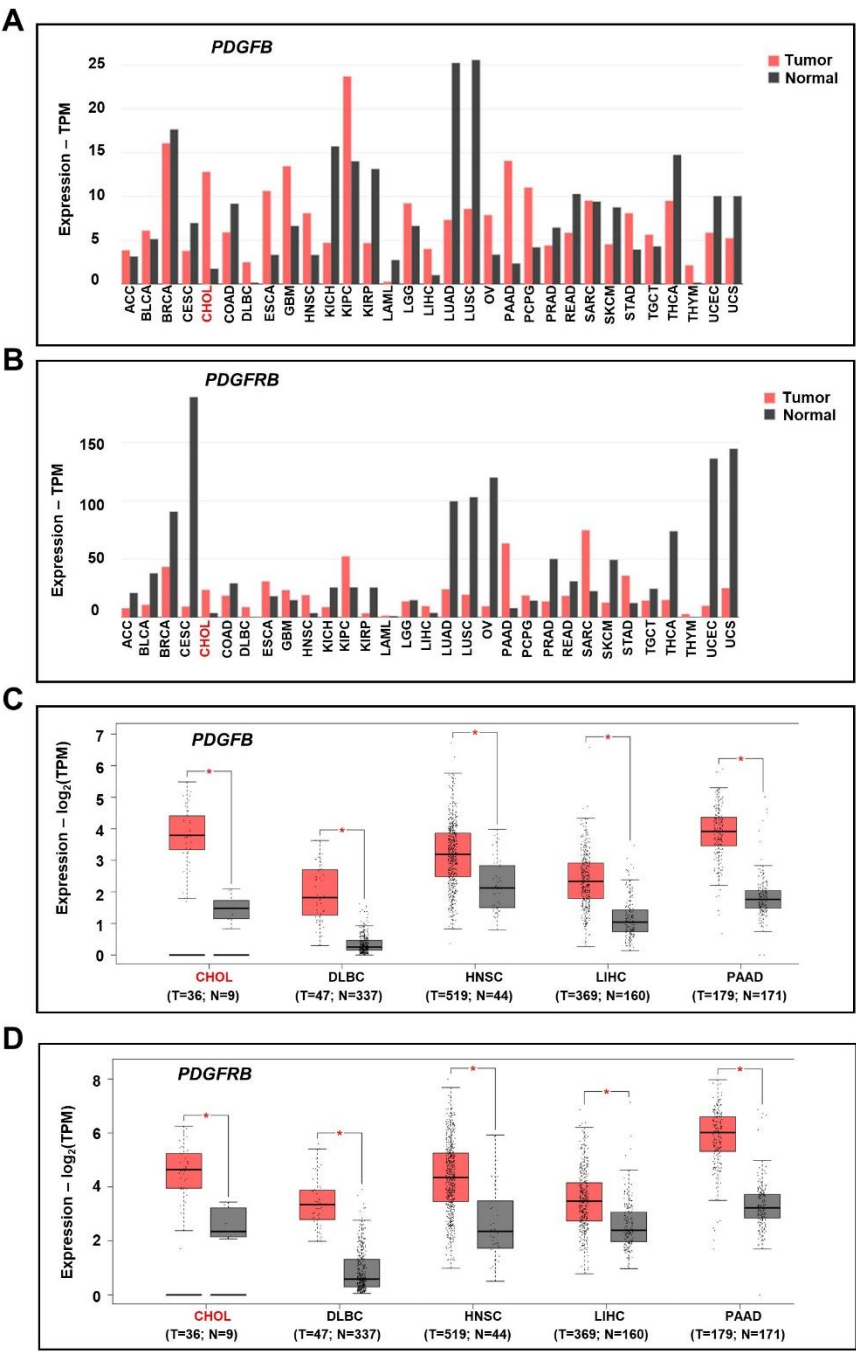 A
PDGFB
Tumor
Normal
Expression – TPM
25
20
15
10
5
0
ACC BLCA BRCA CESC CHOL COAD DLBC ESCA GBM HNSC KICH KIPC KIRP LAML LGG LIHC LUAD LUSC OV PAAD PCPG PRAD READ SARC SKCM STAD TGCT THCA THYM UCEC UCS
B
PDGFRB
Tumor
Normal
Expression – TPM
150
100
50
0
ACC BLCA BRCA CESC CHOL COAD DLBC ESCA GBM HNSC KICH KIPC KIRP LAML LGG LIHC LUAD LUSC OV PAAD PCPG PRAD READ SARC SKCM STAD TGCT THCA THYM UCEC UCS
C
PDGFB
Expression – log₂(TPM)
7
6
5
4
3
2
1
0
* * * * *
CHOL DLBC HNSC LIHC PAAD
(T=36; N=9) (T=47; N=337) (T=519; N=44) (T=369; N=160) (T=179; N=171)
D
PDGFRB
Expression – log₂(TPM)
8
6
4
2
0
* * * * *
CHOL DLBC HNSC LIHC PAAD
(T=36; N=9) (T=47; N=337) (T=519; N=44) (T=369; N=160) (T=179; N=171)